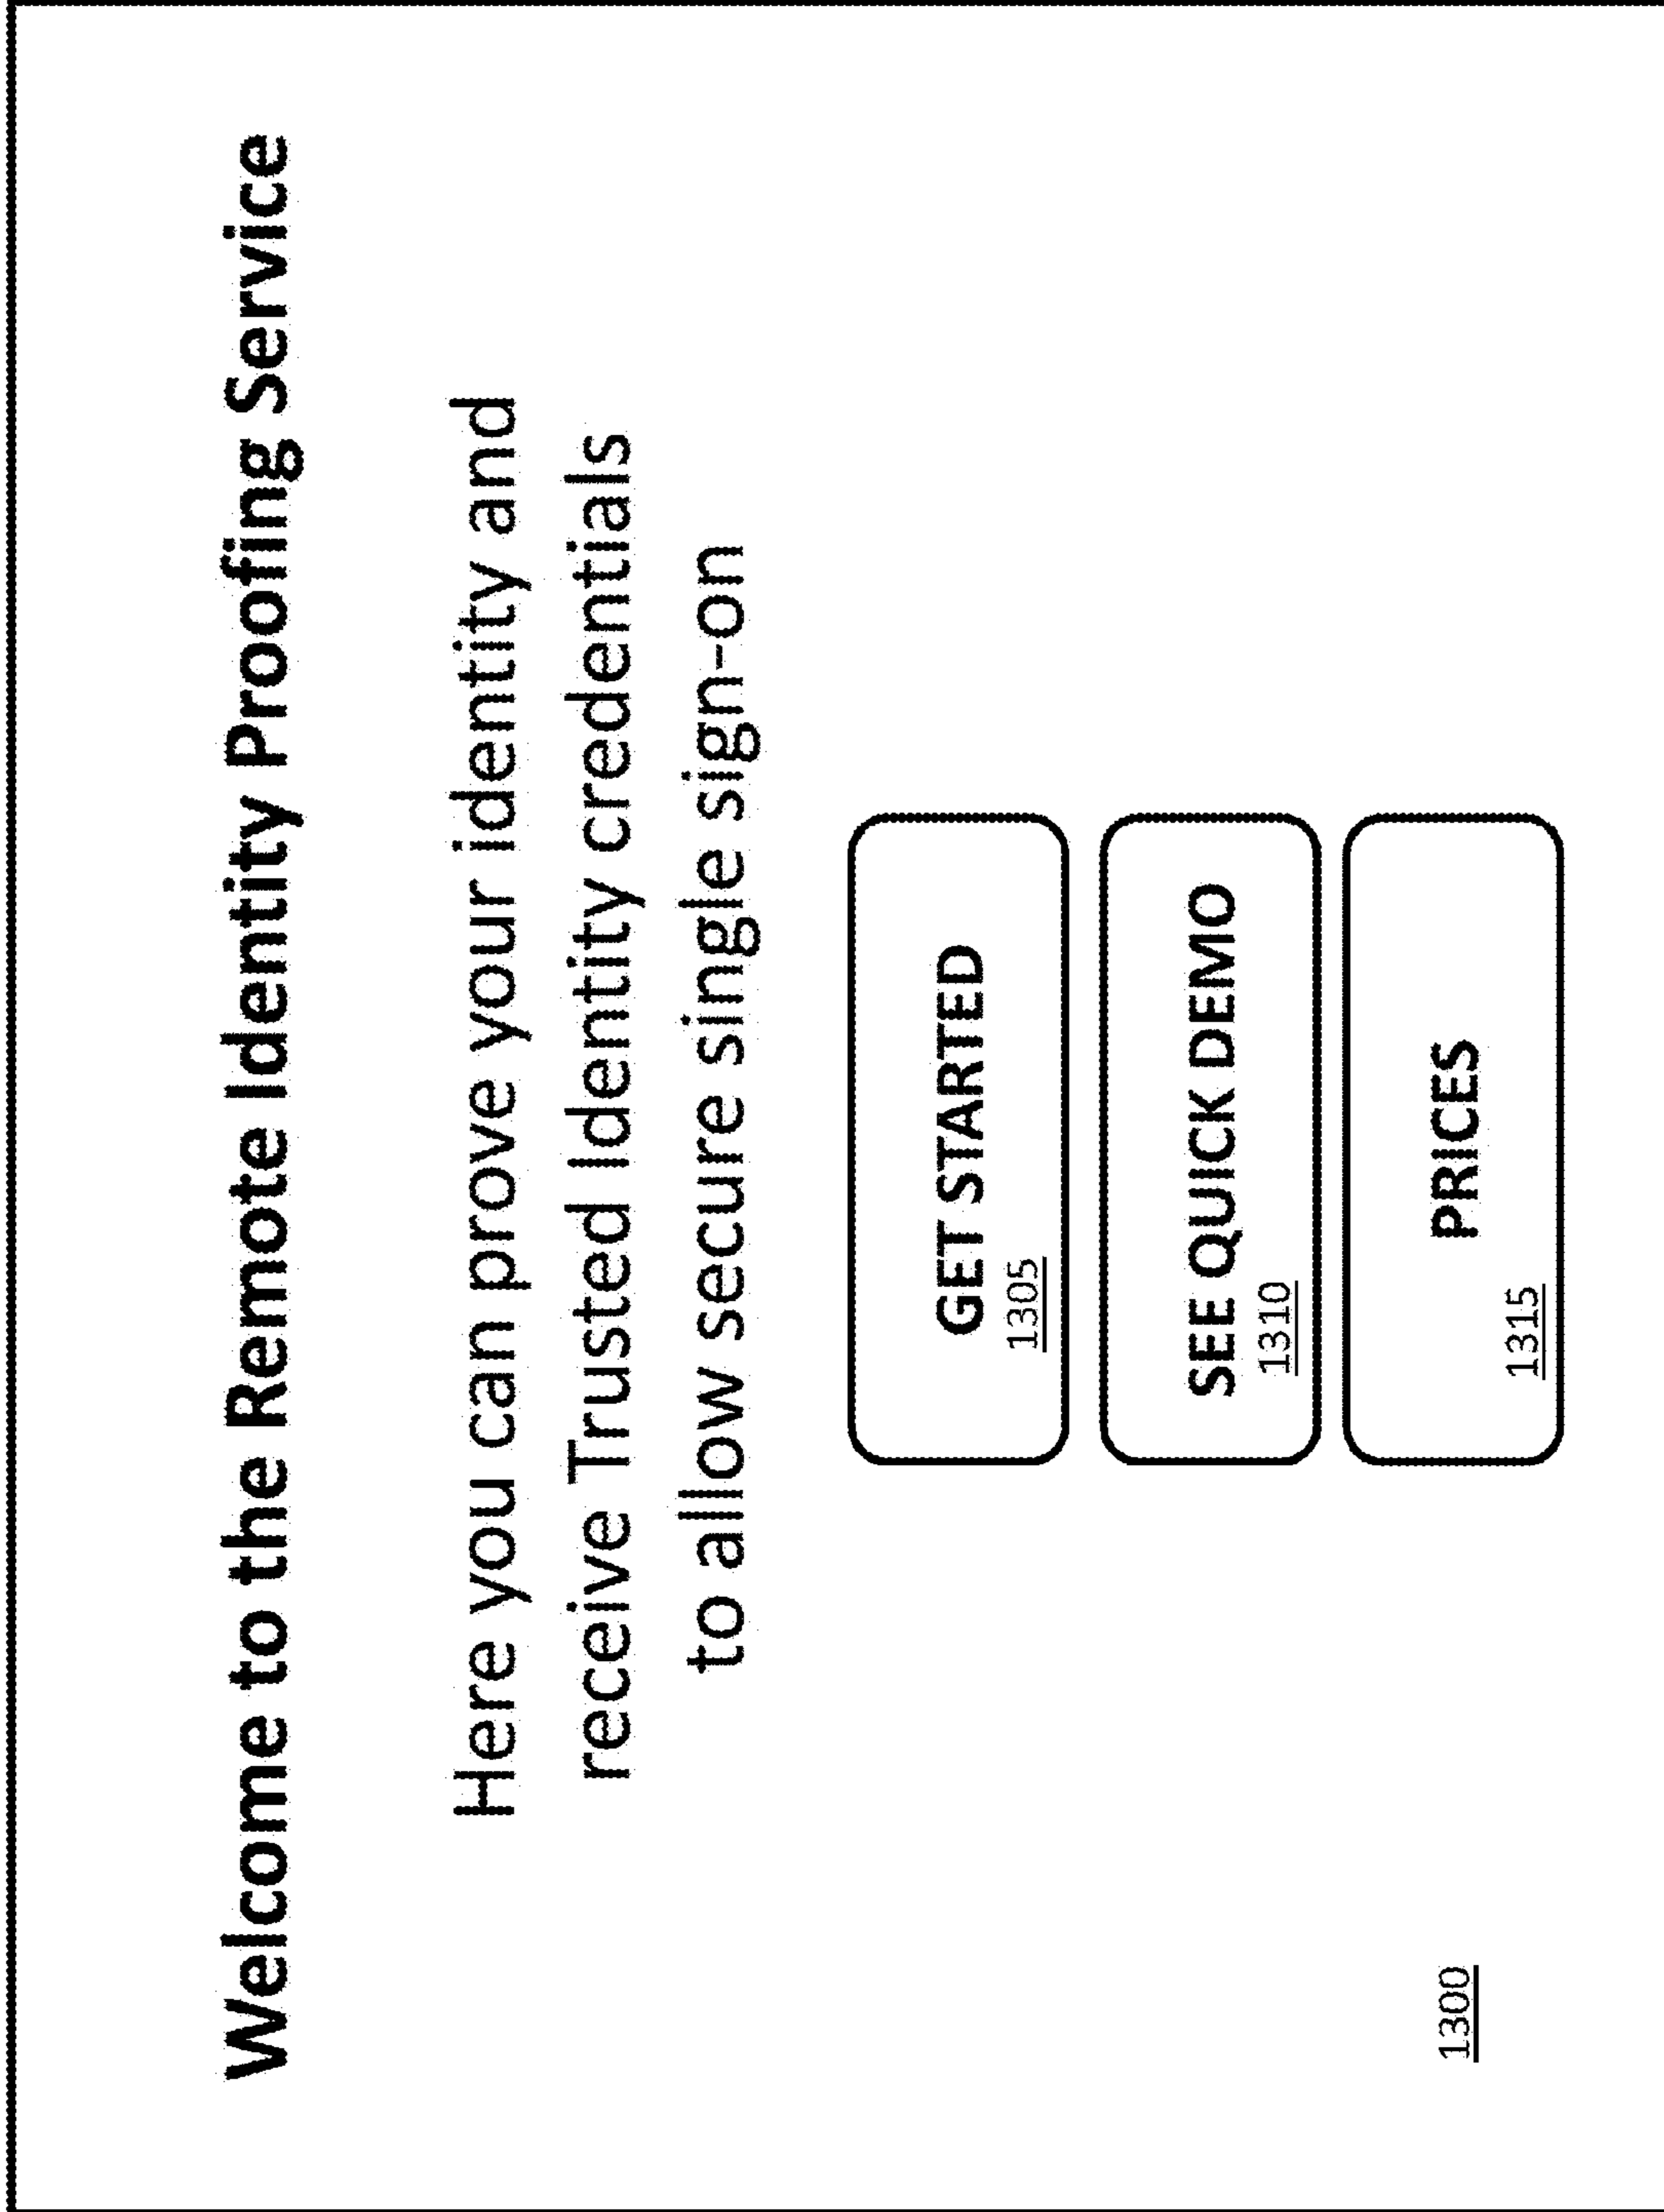 Welcome to the Remote Identity Proofing Service
Here you can prove your identity and
receive Trusted Identity credentials
to allow secure single sign-on
GET STARTED
1305
SEE QUICK DEMO
1310
PRICES
1315
1300